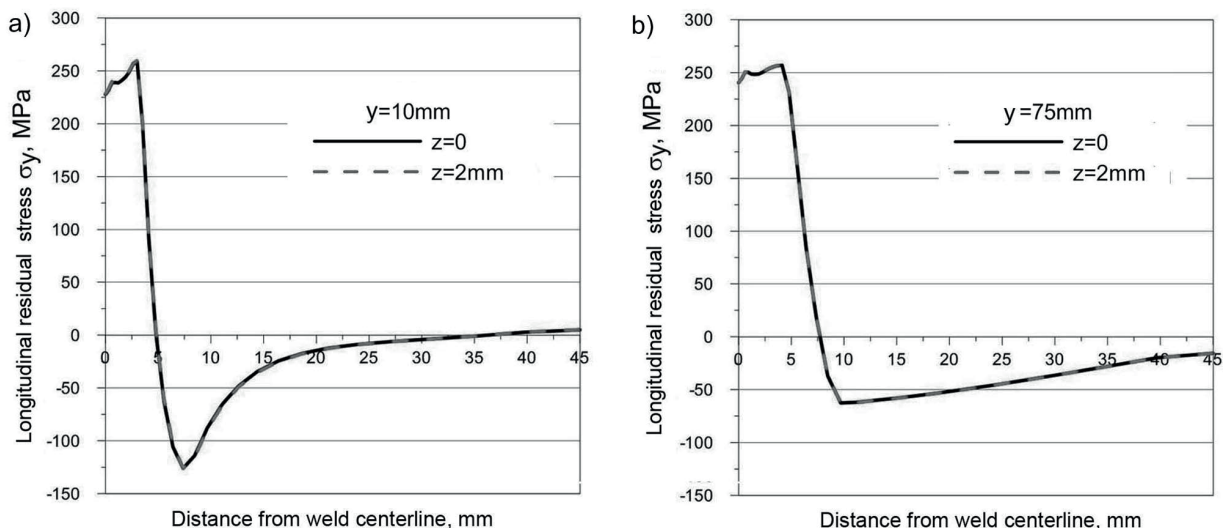 a)
Longitudinal residual stress σy, MPa
300
250
200
150
100
50
0
-50
-100
-150
0 5 10 15 20 25 30 35 40 45
y=10mm
z=0
z=2mm
Distance from weld centerline, mm
b)
Longitudinal residual stress σy, MPa
300
250
200
150
100
50
0
-50
-100
-150
0 5 10 15 20 25 30 35 40 45
y=75mm
z=0
z=2mm
Distance from weld centerline, mm